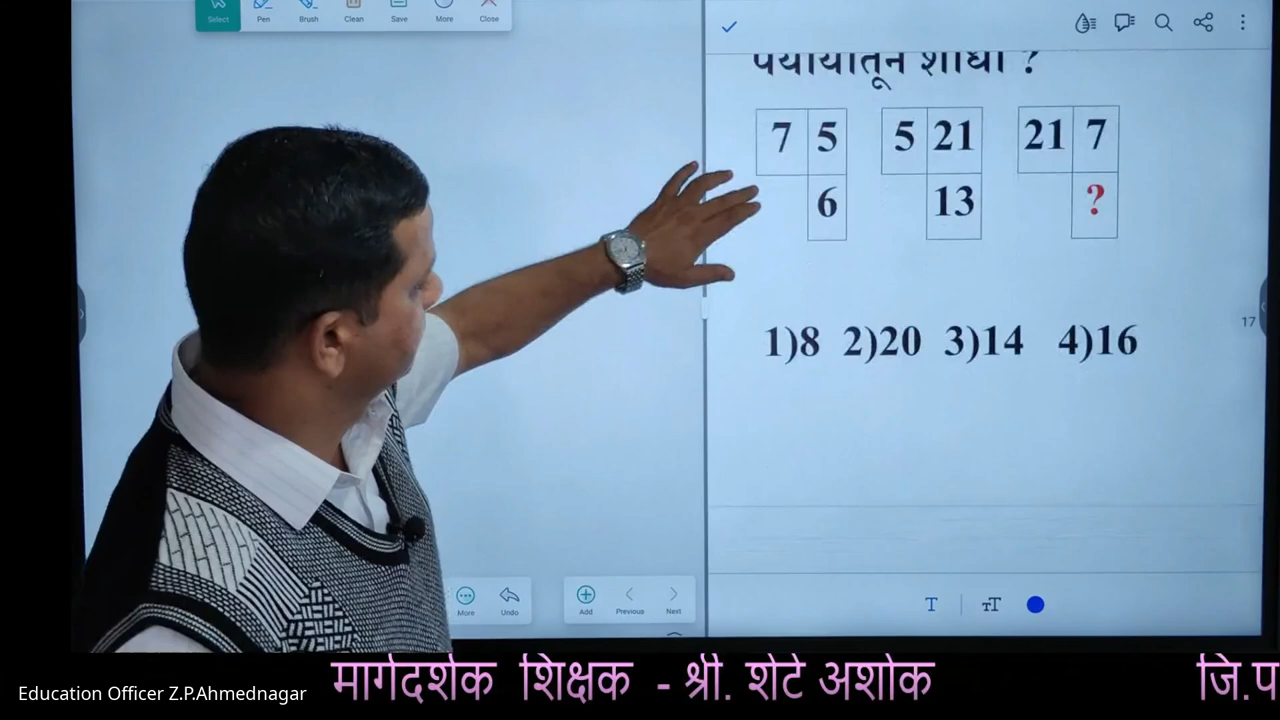 Select Pen Brush Clean Save More Close
पर्यायातून शोधा ?
7 5 5 21 21 7
6 13 ?
1)8 2)20 3)14 4)16
17
More Undo Add Previous Next
T TT
मार्गदर्शक शिक्षक - श्री. शेटे अशोक जि.प
Education Officer Z.P.Ahmednagar